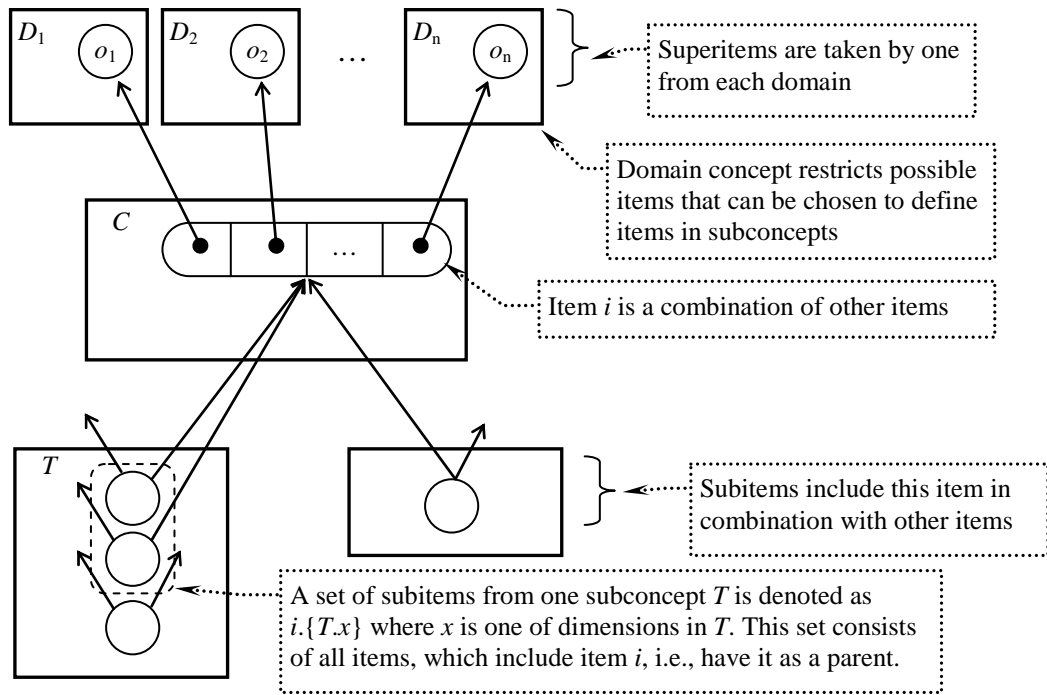 D1 o1 D2 o2 … Dn on
Superitems are taken by one
from each domain
Domain concept restricts possible
items that can be chosen to define
items in subconcepts
C
…
Item i is a combination of other items
T
Subitems include this item in
combination with other items
A set of subitems from one subconcept T is denoted as
i.{T.x} where x is one of dimensions in T. This set consists
of all items, which include item i, i.e., have it as a parent.